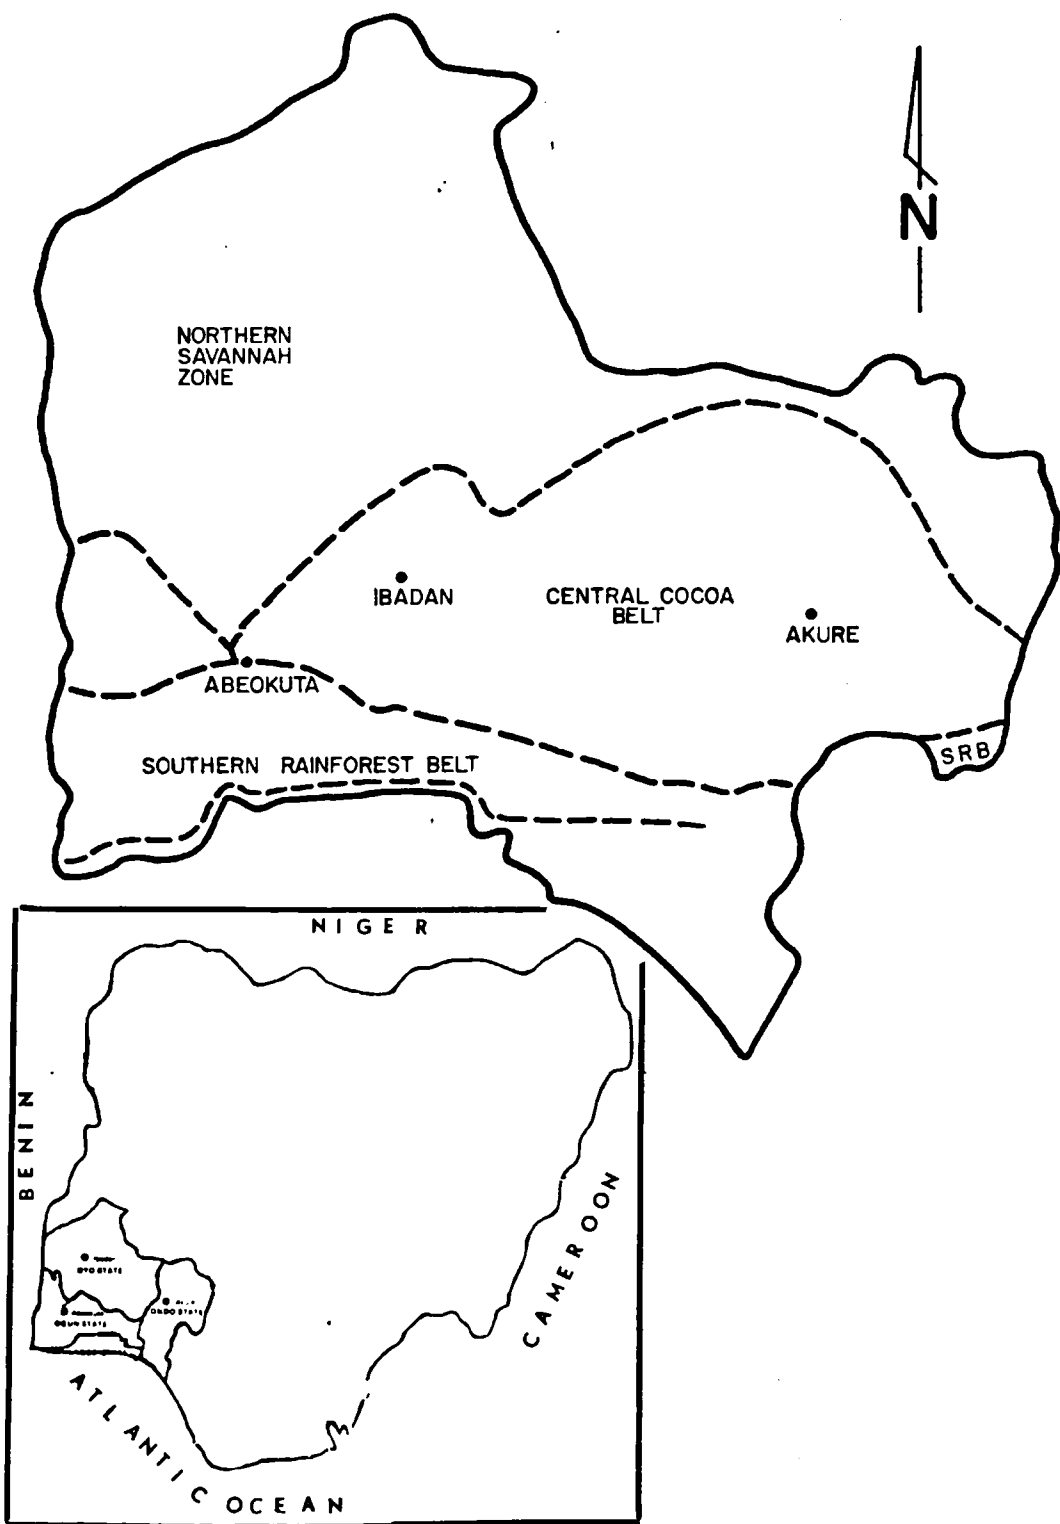 N
NORTHERN
SAVANNAH
ZONE
IBADAN
CENTRAL COCOA
BELT
AKURE
ABEOKUTA
SOUTHERN RAINFOREST BELT
SRB
NIGER
BENIN
CAMEROON
OYO STATE
ONDO STATE
OGUN STATE
ATLANTIC OCEAN